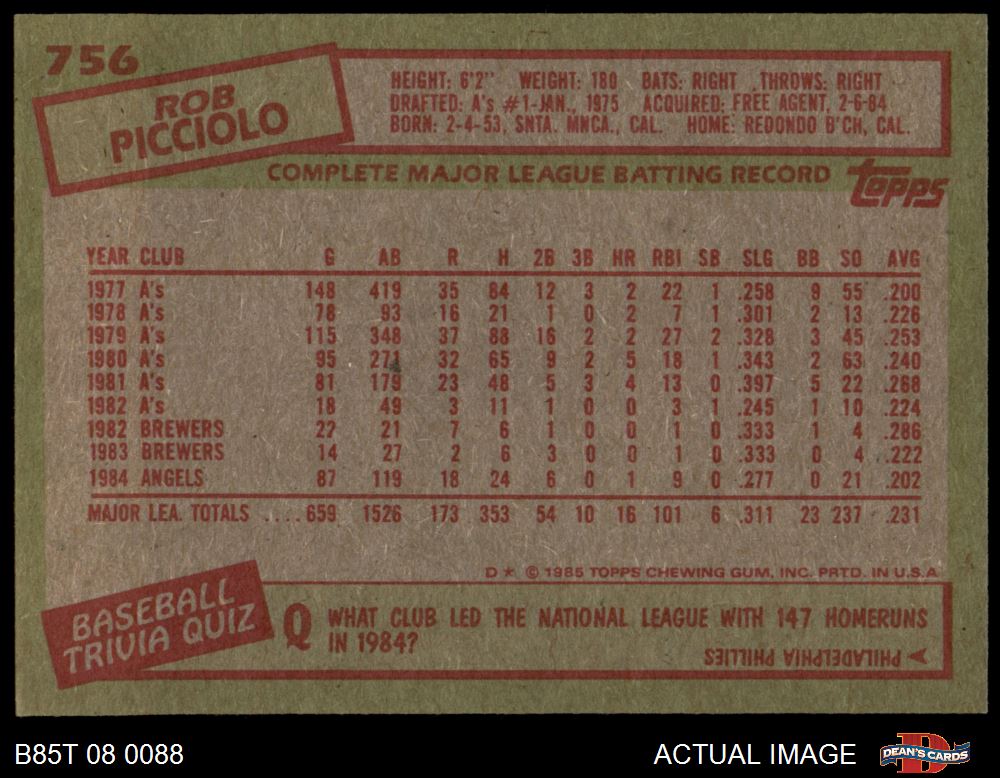 756
ROB
PICCIOLO
HEIGHT: 6'2" WEIGHT: 180 BATS: RIGHT THROWS: RIGHT
DRAFTED: A's #1-JAN., 1975 ACQUIRED: FREE AGENT, 2-6-84
BORN: 2-4-53, SNTA. MNCA., CAL. HOME: REDONDO B'CH, CAL.
COMPLETE MAJOR LEAGUE BATTING RECORD
topps
YEAR CLUB G AB R H 2B 3B HR RBI SB SLG BB SO AVG
1977 A's 148 419 35 84 12 3 2 22 1 .258 9 55 .200
1978 A's 78 93 16 21 1 0 2 7 1 .301 2 13 .226
1979 A's 115 348 37 88 16 2 2 27 2 .328 3 45 .253
1980 A's 95 271 32 65 9 2 5 18 1 .343 2 63 .240
1981 A's 81 179 23 48 5 3 4 13 0 .397 5 22 .268
1982 A's 18 49 3 11 1 0 0 3 1 .245 1 10 .224
1982 BREWERS 22 21 7 6 1 0 0 1 0 .333 1 4 .286
1983 BREWERS 14 27 2 6 3 0 0 1 0 .333 0 4 .222
1984 ANGELS 87 119 18 24 6 0 1 9 0 .277 0 21 .202
MAJOR LEA. TOTALS ....659 1526 173 353 54 10 16 101 6 .311 23 237 .231
D* © 1985 TOPPS CHEWING GUM, INC. PRTD. IN U.S.A.
BASEBALL
TRIVIA QUIZ
Q WHAT CLUB LED THE NATIONAL LEAGUE WITH 147 HOMERUNS
IN 1984?
A PHILADELPHIA PHILLIES
B85T 08 0088
ACTUAL IMAGE
DEAN'S CARDS